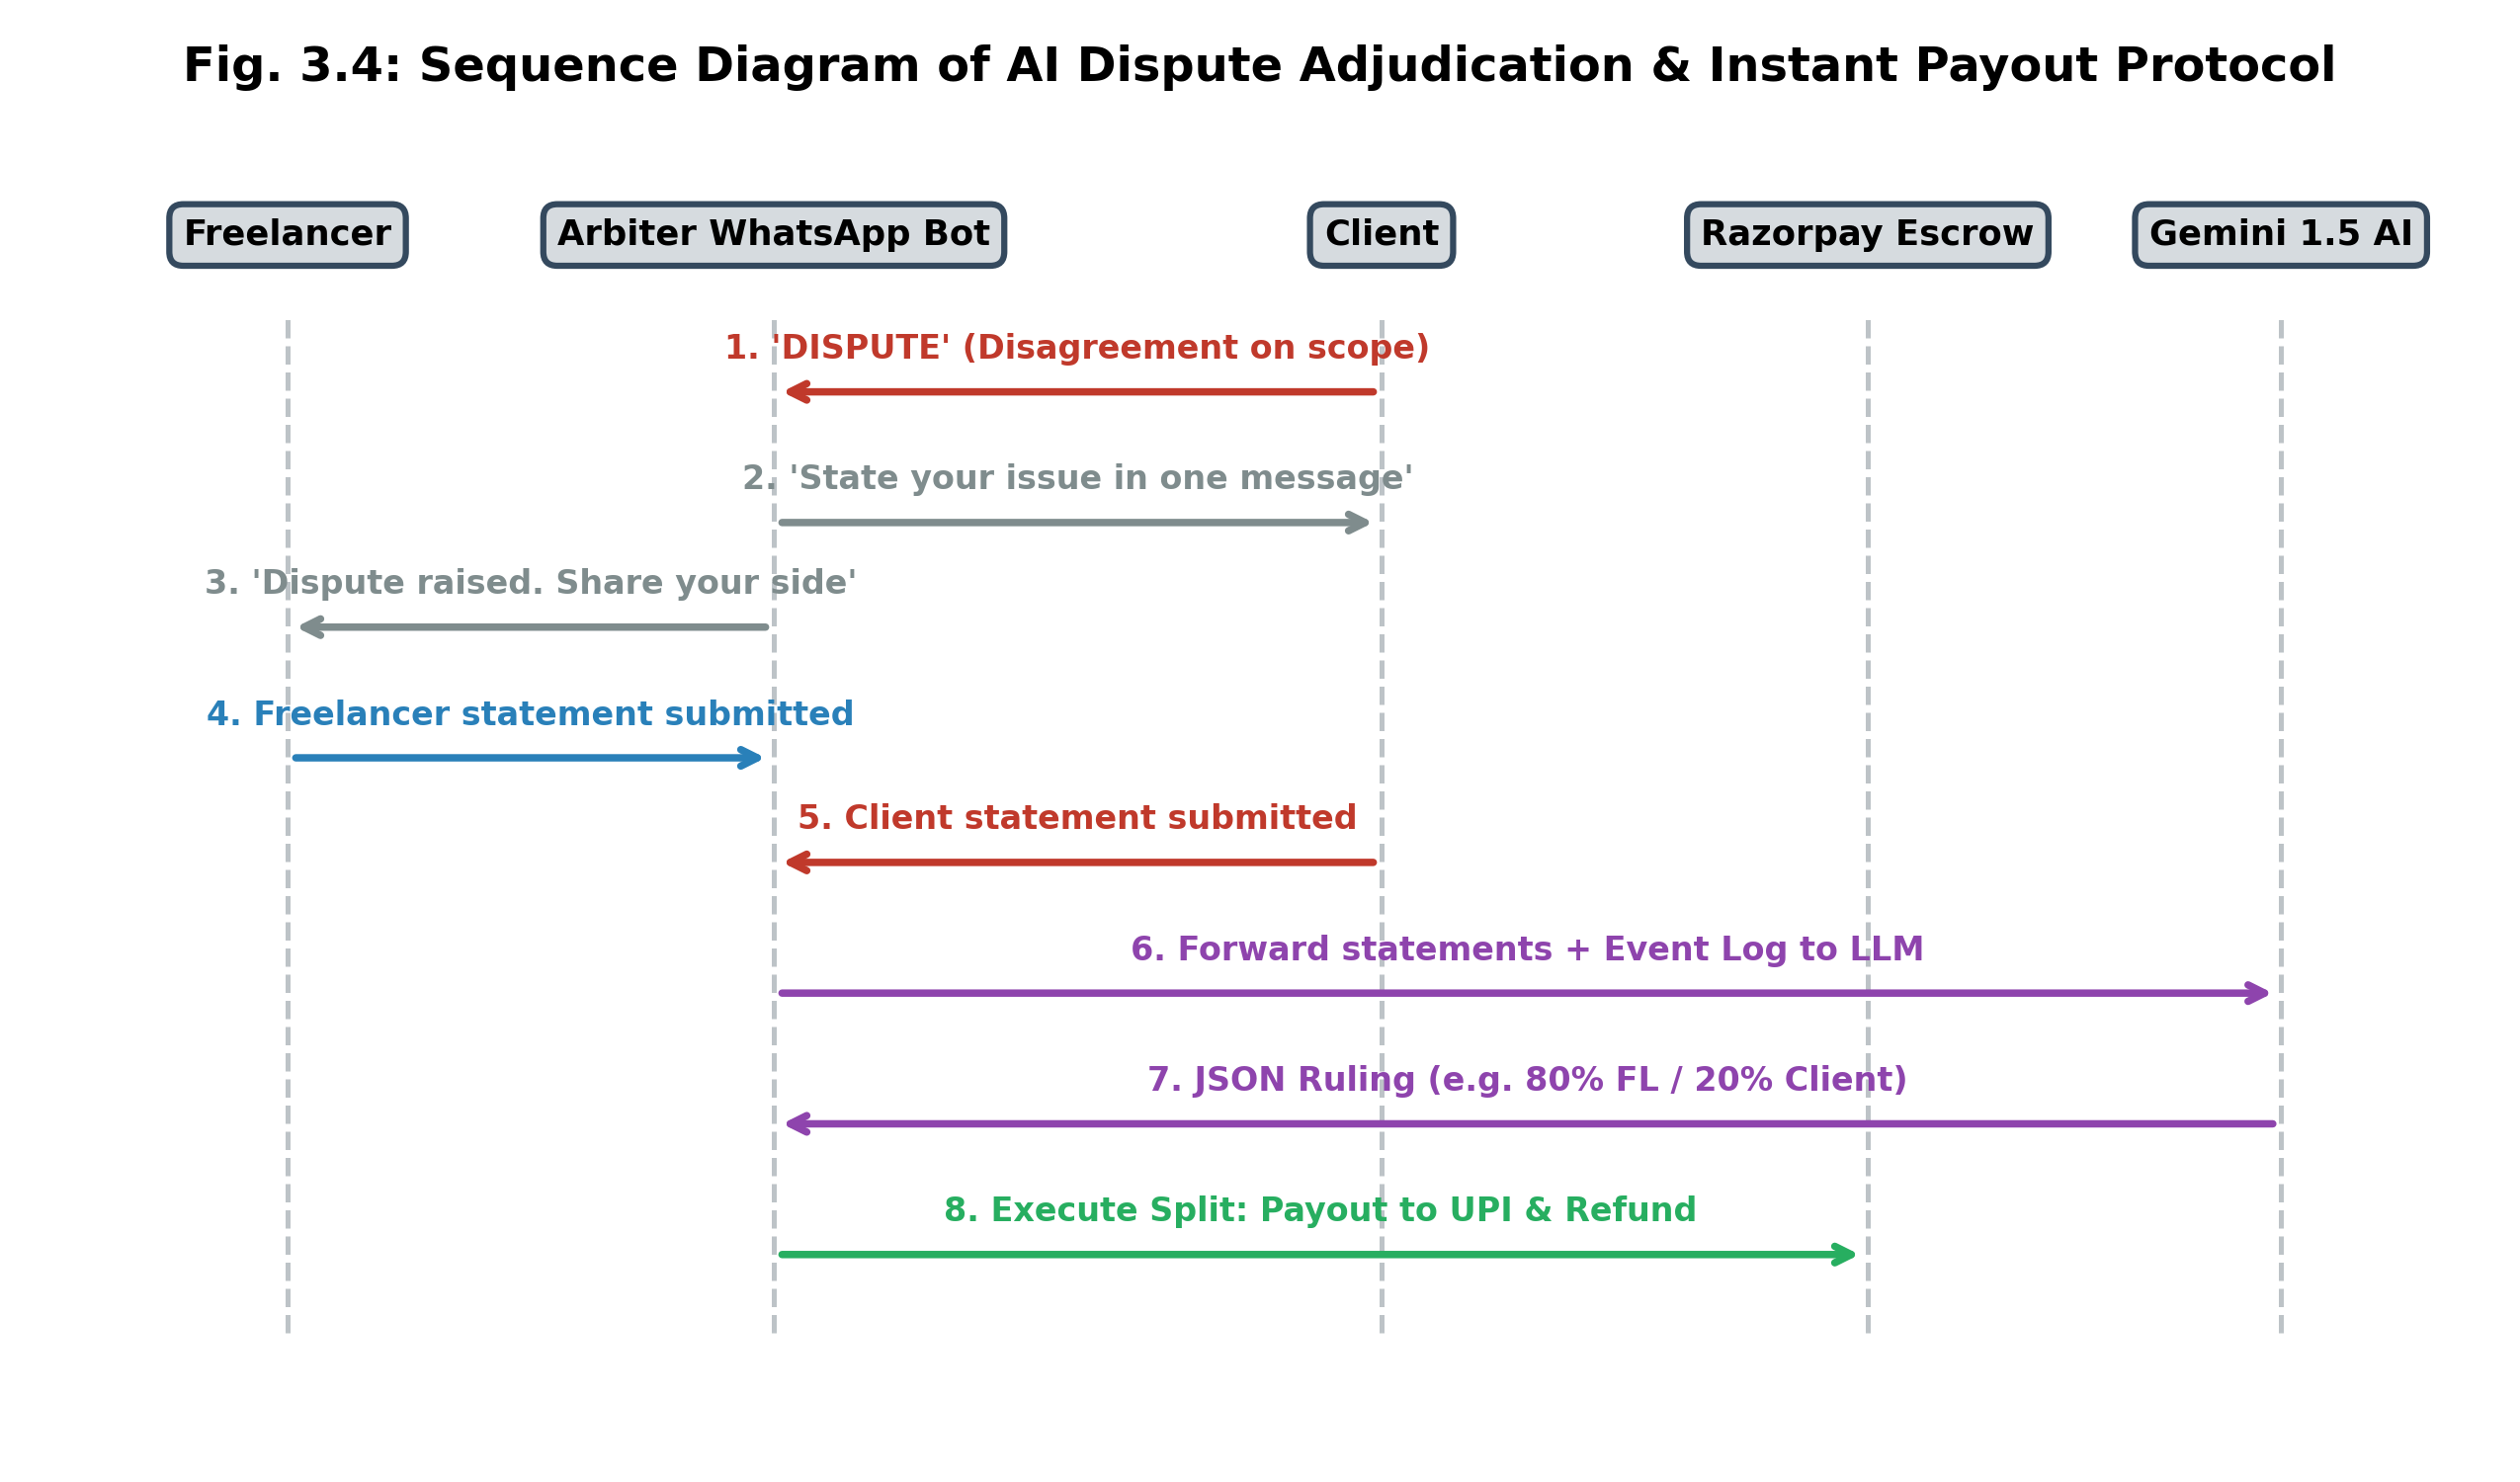 Fig. 3.4: Sequence Diagram of AI Dispute Adjudication & Instant Payout Protocol
Freelancer
Arbiter WhatsApp Bot
Client
Razorpay Escrow
Gemini 1.5 AI
1. 'DISPUTE' (Disagreement on scope)
2. 'State your issue in one message'
3. 'Dispute raised. Share your side'
4. Freelancer statement submitted
5. Client statement submitted
6. Forward statements + Event Log to LLM
7. JSON Ruling (e.g. 80% FL / 20% Client)
8. Execute Split: Payout to UPI & Refund